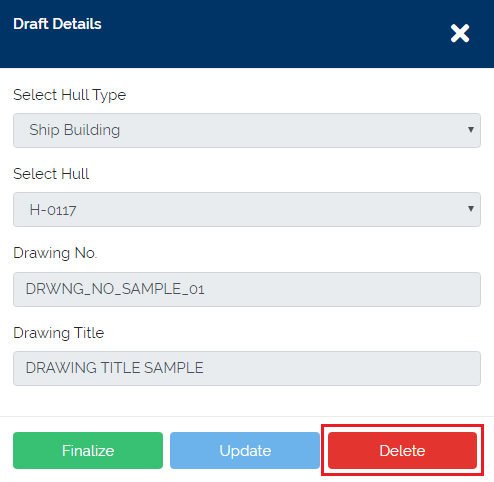 Draft Details
Select Hull Type
Ship Building
Select Hull
H-0117
Drawing No.
DRWNG_NO_SAMPLE_01
Drawing Title
DRAWING TITLE SAMPLE
Finalize Update Delete